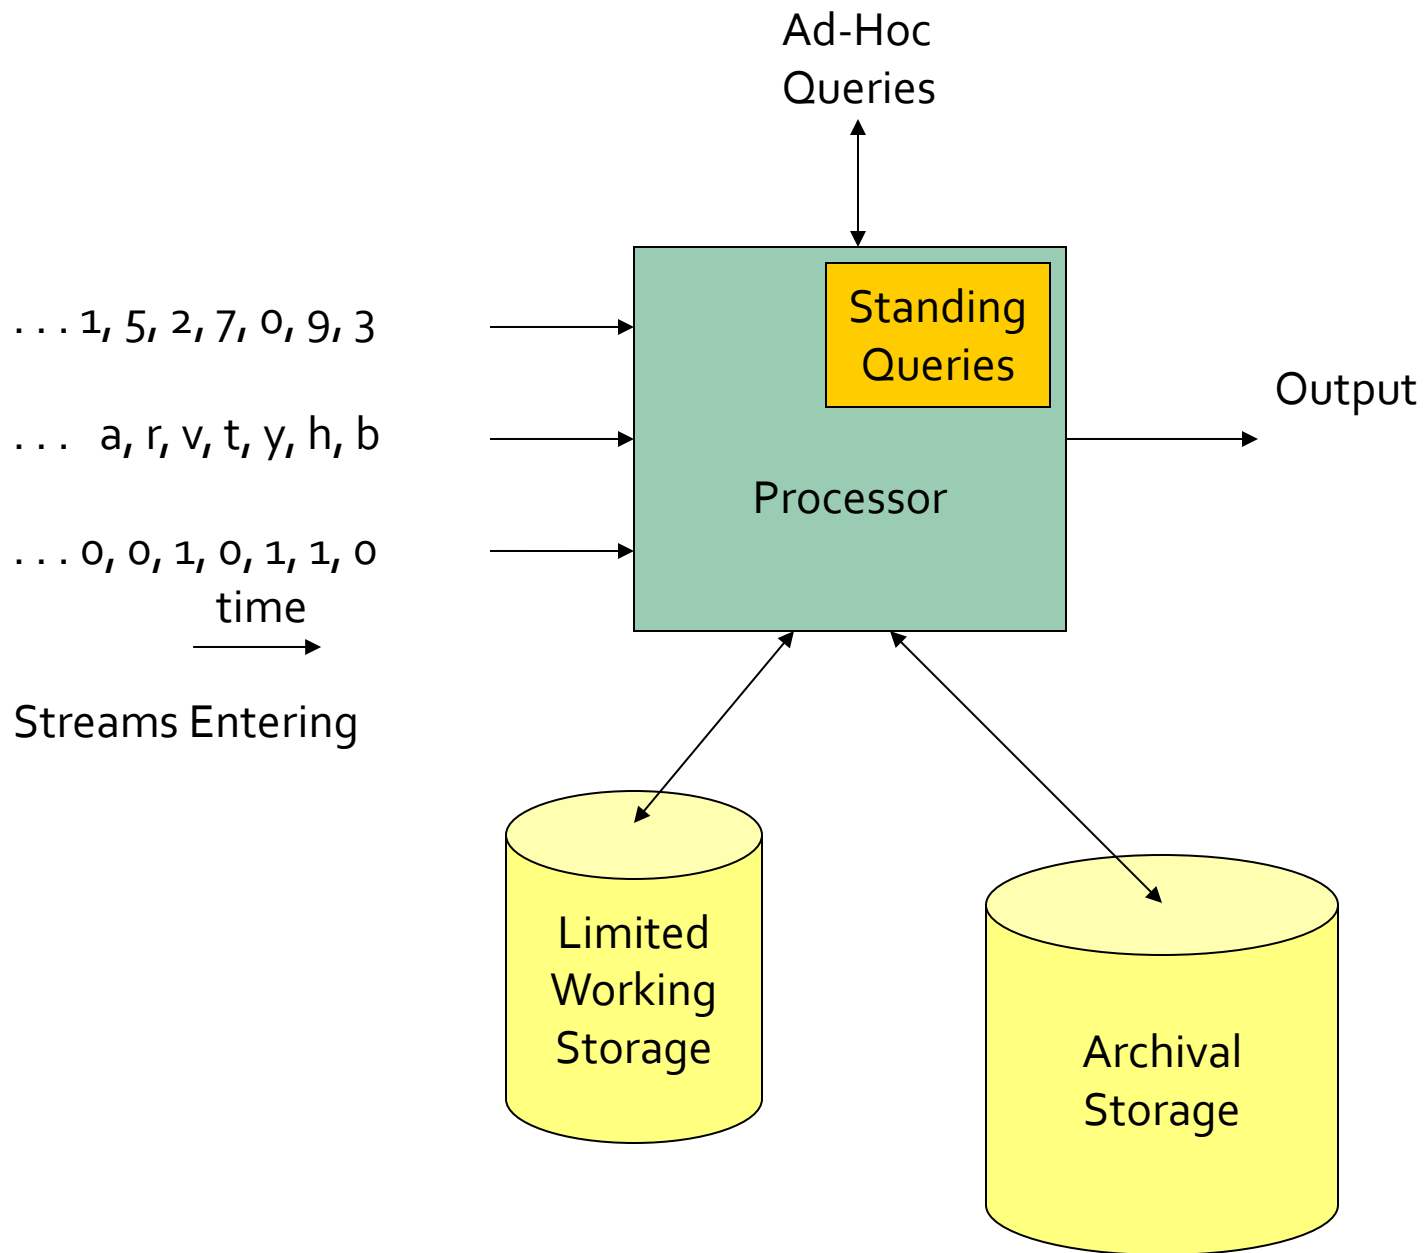 Ad-Hoc
Queries
Standing
Queries
. . . 1, 5, 2, 7, 0, 9, 3
Output
. . . a, r, v, t, y, h, b
Processor
. . . 0, 0, 1, 0, 1, 1, 0
time
Streams Entering
Limited
Working
Storage
Archival
Storage